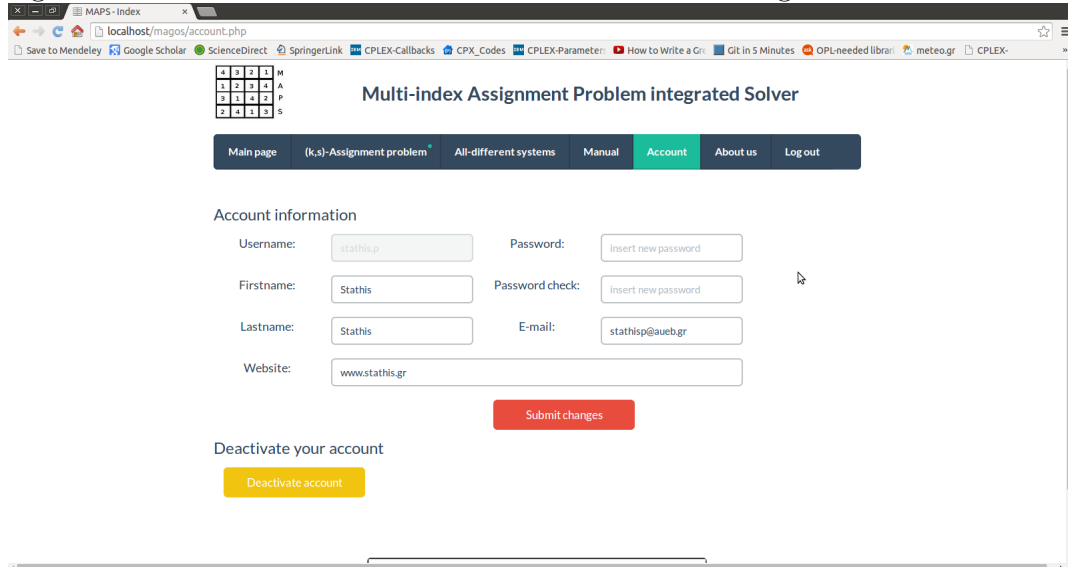 MAPS - Index
localhost/magos/account.php
Save to Mendeley Google Scholar ScienceDirect SpringerLink CPLEX-Callbacks CPX_Codes CPLEX-Parameter: How to Write a Gr Git in 5 Minutes OPL-needed librari meteo.gr CPLEX- »
4 3 2 1 M
1 2 3 4 A
3 1 4 2 P
2 4 1 3 S
Multi-index Assignment Problem integrated Solver
Main page (k,s)-Assignment problem All-different systems Manual Account About us Log out
Account information
Username: stathis.p Password: insert new password
Firstname: Stathis Password check: insert new password
Lastname: Stathis E-mail: stathisp@aueb.gr
Website: www.stathis.gr
Submit changes
Deactivate your account
Deactivate account